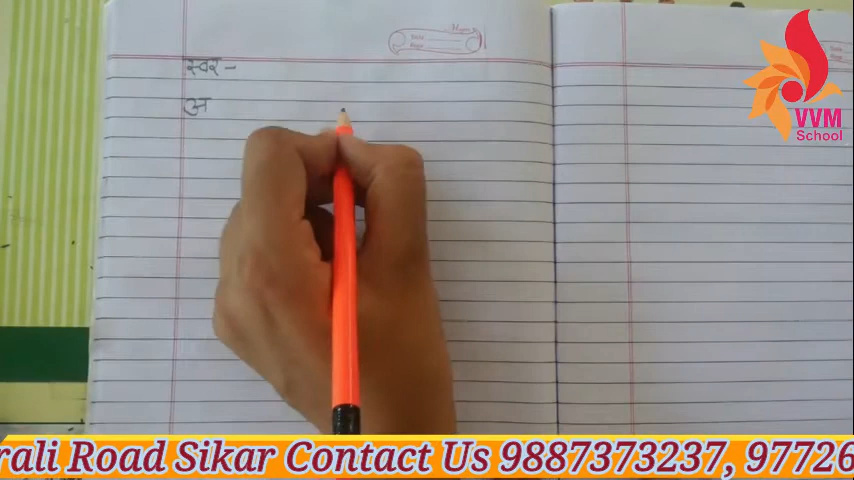 स्वर -
अ
VVM
School
rali Road Sikar Contact Us 9887373237, 97726